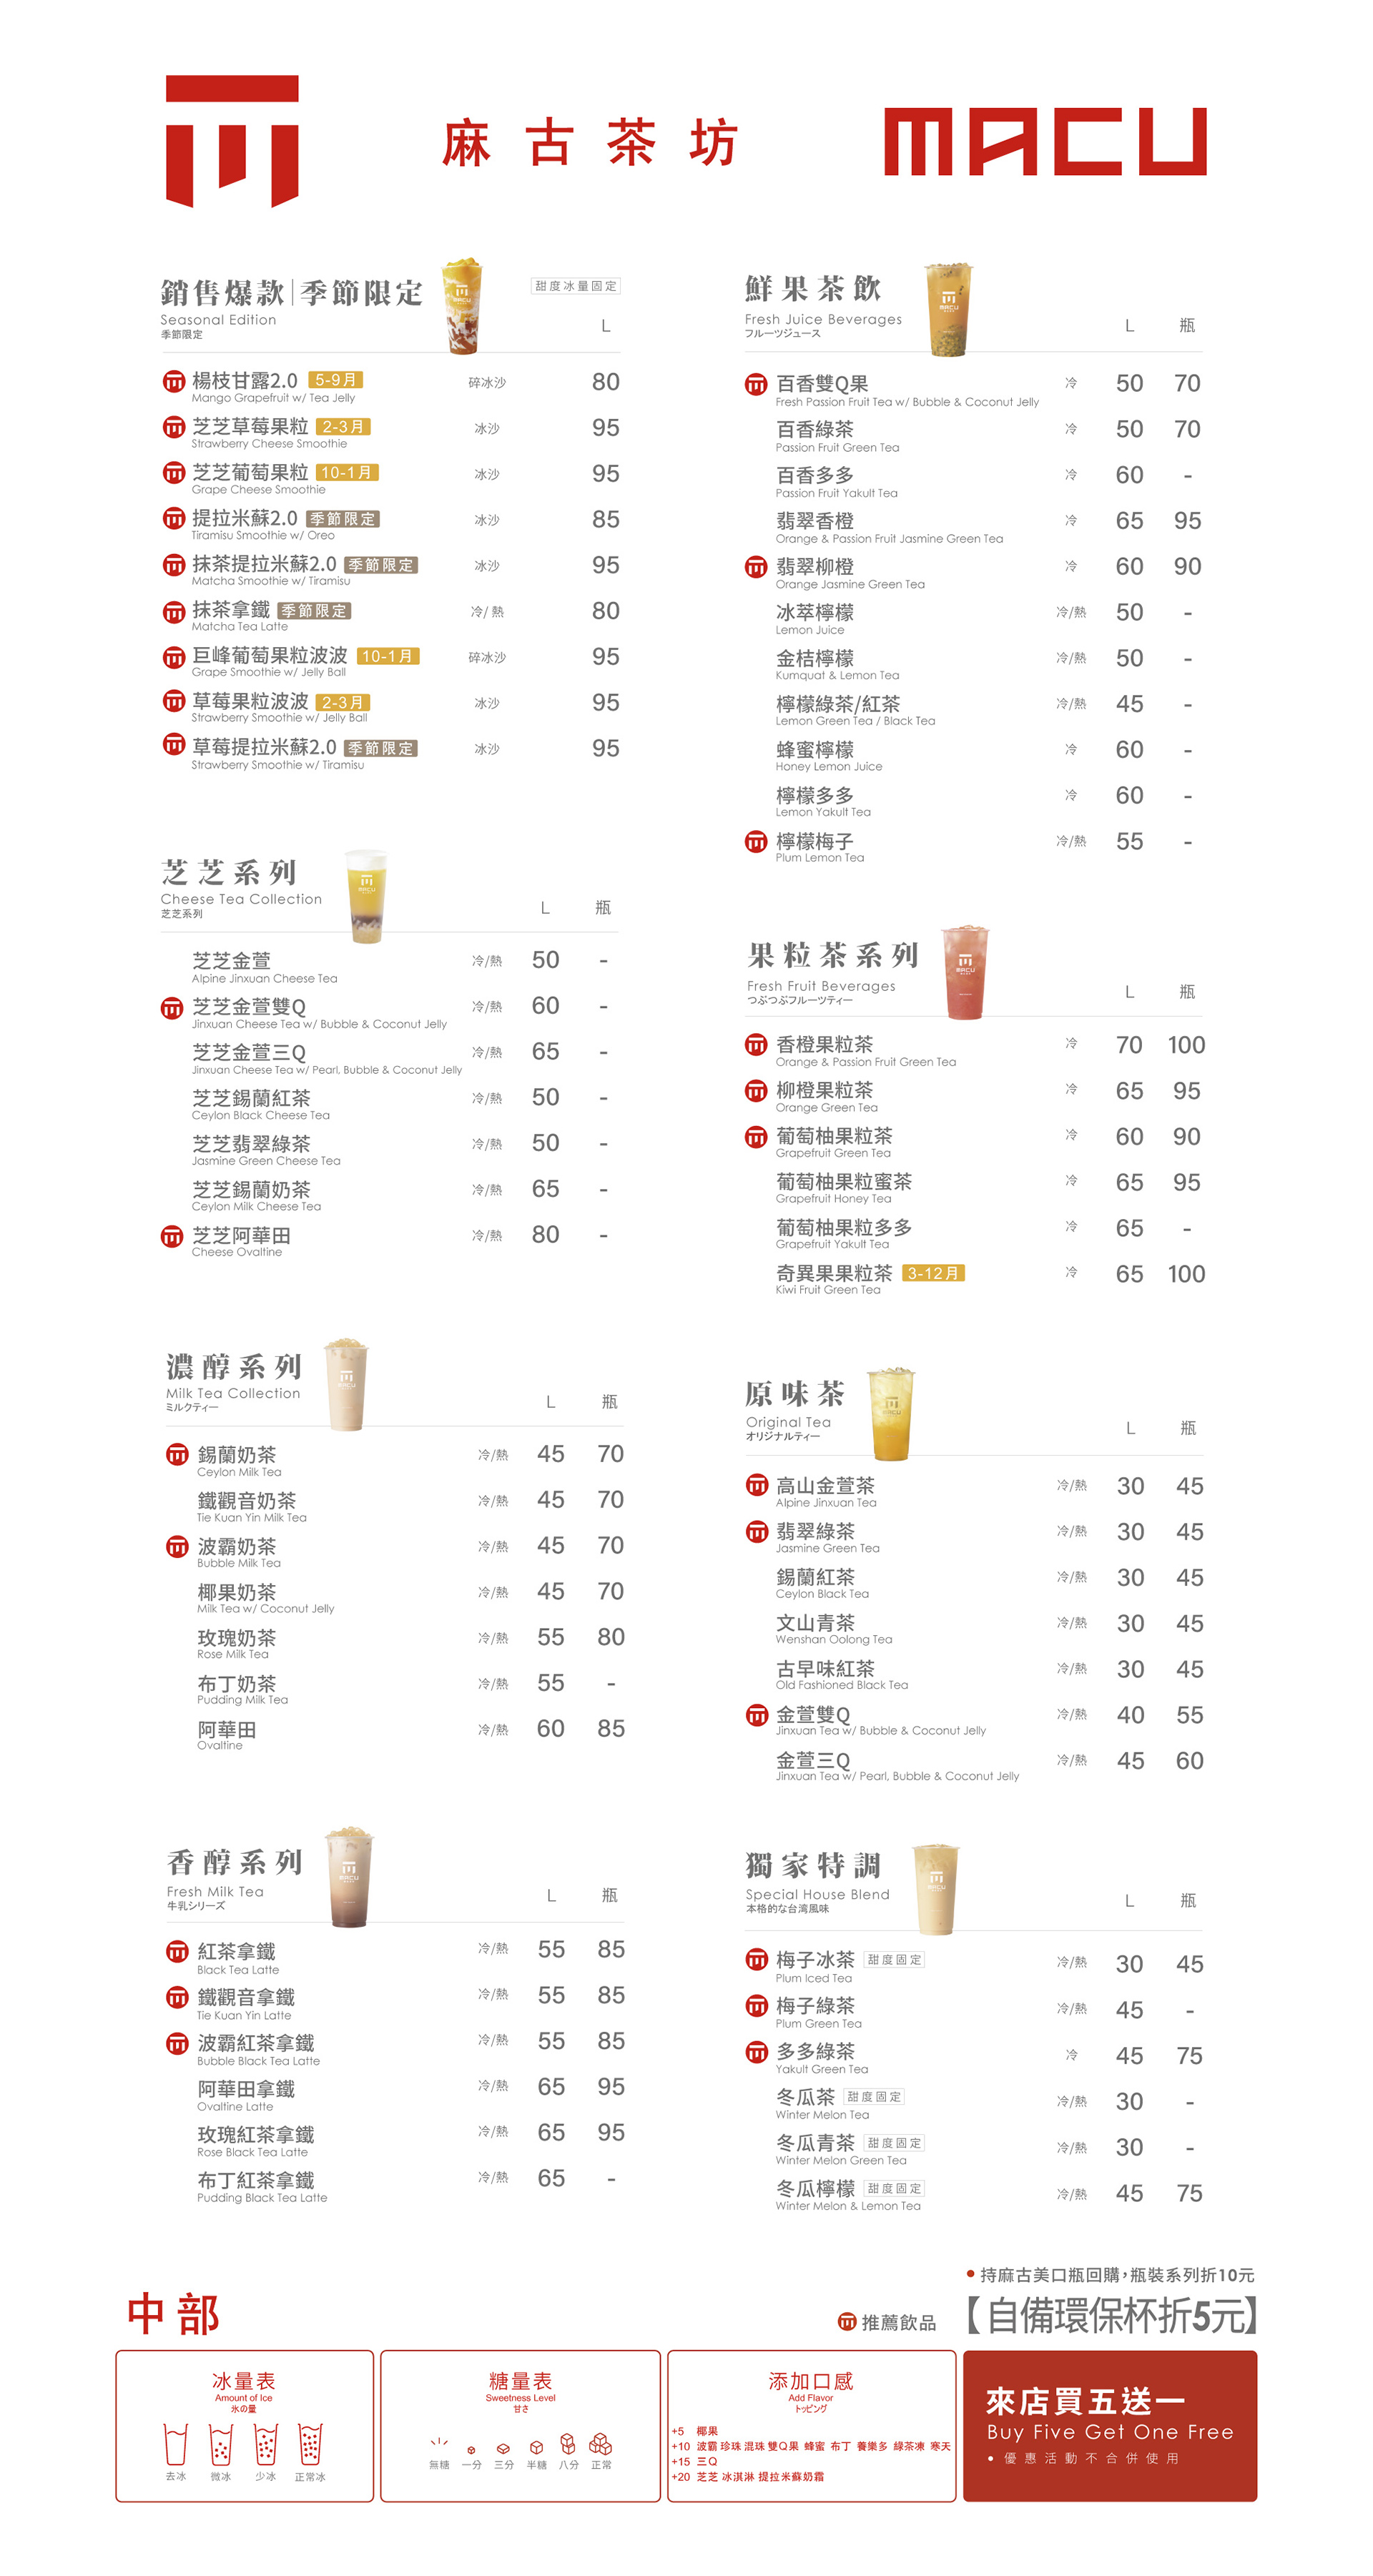 麻古茶坊
MACU
銷售爆款|季節限定
Seasonal Edition
季節限定
甜度冰量固定
L
楊枝甘露2.0 5-9月 碎冰沙 80
Mango Grapefruit w/ Tea Jelly
芝芝草莓果粒 2-3月 冰沙 95
Strawberry Cheese Smoothie
芝芝葡萄果粒 10-1月 冰沙 95
Grape Cheese Smoothie
提拉米蘇2.0 季節限定 冰沙 85
Tiramisu Smoothie w/ Oreo
抹茶提拉米蘇2.0 季節限定 冰沙 95
Matcha Smoothie w/ Tiramisu
抹茶拿鐵 季節限定 冷/熱 80
Matcha Tea Latte
巨峰葡萄果粒波波 10-1月 碎冰沙 95
Grape Smoothie w/ Jelly Ball
草莓果粒波波 2-3月 冰沙 95
Strawberry Smoothie w/ Jelly Ball
草莓提拉米蘇2.0 季節限定 冰沙 95
Strawberry Smoothie w/ Tiramisu
芝芝系列
Cheese Tea Collection
芝芝系列
L 瓶
芝芝金萱 冷/熱 50 -
Alpine Jinxuan Cheese Tea
芝芝金萱雙Q 冷/熱 60 -
Jinxuan Cheese Tea w/ Bubble & Coconut Jelly
芝芝金萱三Q 冷/熱 65 -
Jinxuan Cheese Tea w/ Pearl, Bubble & Coconut Jelly
芝芝錫蘭紅茶 冷/熱 50 -
Ceylon Black Cheese Tea
芝芝翡翠綠茶 冷/熱 50 -
Jasmine Green Cheese Tea
芝芝錫蘭奶茶 冷/熱 65 -
Ceylon Milk Cheese Tea
芝芝阿華田 冷/熱 80 -
Cheese Ovaltine
濃醇系列
Milk Tea Collection
ミルクティー
L 瓶
錫蘭奶茶 冷/熱 45 70
Ceylon Milk Tea
鐵觀音奶茶 冷/熱 45 70
Tie Kuan Yin Milk Tea
波霸奶茶 冷/熱 45 70
Bubble Milk Tea
椰果奶茶 冷/熱 45 70
Milk Tea w/ Coconut Jelly
玫瑰奶茶 冷/熱 55 80
Rose Milk Tea
布丁奶茶 冷/熱 55 -
Pudding Milk Tea
阿華田 冷/熱 60 85
Ovaltine
香醇系列
Fresh Milk Tea
牛乳シリーズ
L 瓶
紅茶拿鐵 冷/熱 55 85
Black Tea Latte
鐵觀音拿鐵 冷/熱 55 85
Tie Kuan Yin Latte
波霸紅茶拿鐵 冷/熱 55 85
Bubble Black Tea Latte
阿華田拿鐵 冷/熱 65 95
Ovaltine Latte
玫瑰紅茶拿鐵 冷/熱 65 95
Rose Black Tea Latte
布丁紅茶拿鐵 冷/熱 65 -
Pudding Black Tea Latte
鮮果茶飲
Fresh Juice Beverages
フルーツジュース
L 瓶
百香雙Q果 冷 50 70
Fresh Passion Fruit Tea w/ Bubble & Coconut Jelly
百香綠茶 冷 50 70
Passion Fruit Green Tea
百香多多 冷 60 -
Passion Fruit Yakult Tea
翡翠香橙 冷 65 95
Orange & Passion Fruit Jasmine Green Tea
翡翠柳橙 冷 60 90
Orange Jasmine Green Tea
冰萃檸檬 冷/熱 50 -
Lemon Juice
金桔檸檬 冷/熱 50 -
Kumquat & Lemon Tea
檸檬綠茶/紅茶 冷/熱 45 -
Lemon Green Tea / Black Tea
蜂蜜檸檬 冷 60 -
Honey Lemon Juice
檸檬多多 冷 60 -
Lemon Yakult Tea
檸檬梅子 冷/熱 55 -
Plum Lemon Tea
果粒茶系列
Fresh Fruit Beverages
つぶつぶフルーツティー
L 瓶
香橙果粒茶 冷 70 100
Orange & Passion Fruit Green Tea
柳橙果粒茶 冷 65 95
Orange Green Tea
葡萄柚果粒茶 冷 60 90
Grapefruit Green Tea
葡萄柚果粒蜜茶 冷 65 95
Grapefruit Honey Tea
葡萄柚果粒多多 冷 65 -
Grapefruit Yakult Tea
奇異果果粒茶 3-12月 冷 65 100
Kiwi Fruit Green Tea
原味茶
Original Tea
オリジナルティー
L 瓶
高山金萱茶 冷/熱 30 45
Alpine Jinxuan Tea
翡翠綠茶 冷/熱 30 45
Jasmine Green Tea
錫蘭紅茶 冷/熱 30 45
Ceylon Black Tea
文山青茶 冷/熱 30 45
Wenshan Oolong Tea
古早味紅茶 冷/熱 30 45
Old Fashioned Black Tea
金萱雙Q 冷/熱 40 55
Jinxuan Tea w/ Bubble & Coconut Jelly
金萱三Q 冷/熱 45 60
Jinxuan Tea w/ Pearl, Bubble & Coconut Jelly
獨家特調
Special House Blend
本格的な台湾風味
L 瓶
梅子冰茶 甜度固定 冷/熱 30 45
Plum Iced Tea
梅子綠茶 冷/熱 45 -
Plum Green Tea
多多綠茶 冷 45 75
Yakult Green Tea
冬瓜茶 甜度固定 冷/熱 30 -
Winter Melon Tea
冬瓜青茶 甜度固定 冷/熱 30 -
Winter Melon Green Tea
冬瓜檸檬 甜度固定 冷/熱 45 75
Winter Melon & Lemon Tea
•持麻古美口瓶回購,瓶裝系列折10元
中部
推薦飲品
【自備環保杯折5元】
冰量表
Amount of Ice
氷の量
去冰 微冰 少冰 正常冰
糖量表
Sweetness Level
甘さ
無糖 一分 三分 半糖 八分 正常
添加口感
Add Flavor
トッピング
+5 椰果
+10 波霸 珍珠 混珠 雙Q果 蜂蜜 布丁 養樂多 綠茶凍 寒天
+15 三Q
+20 芝芝 冰淇淋 提拉米蘇奶霜
來店買五送一
Buy Five Get One Free
•優惠活動不合併使用